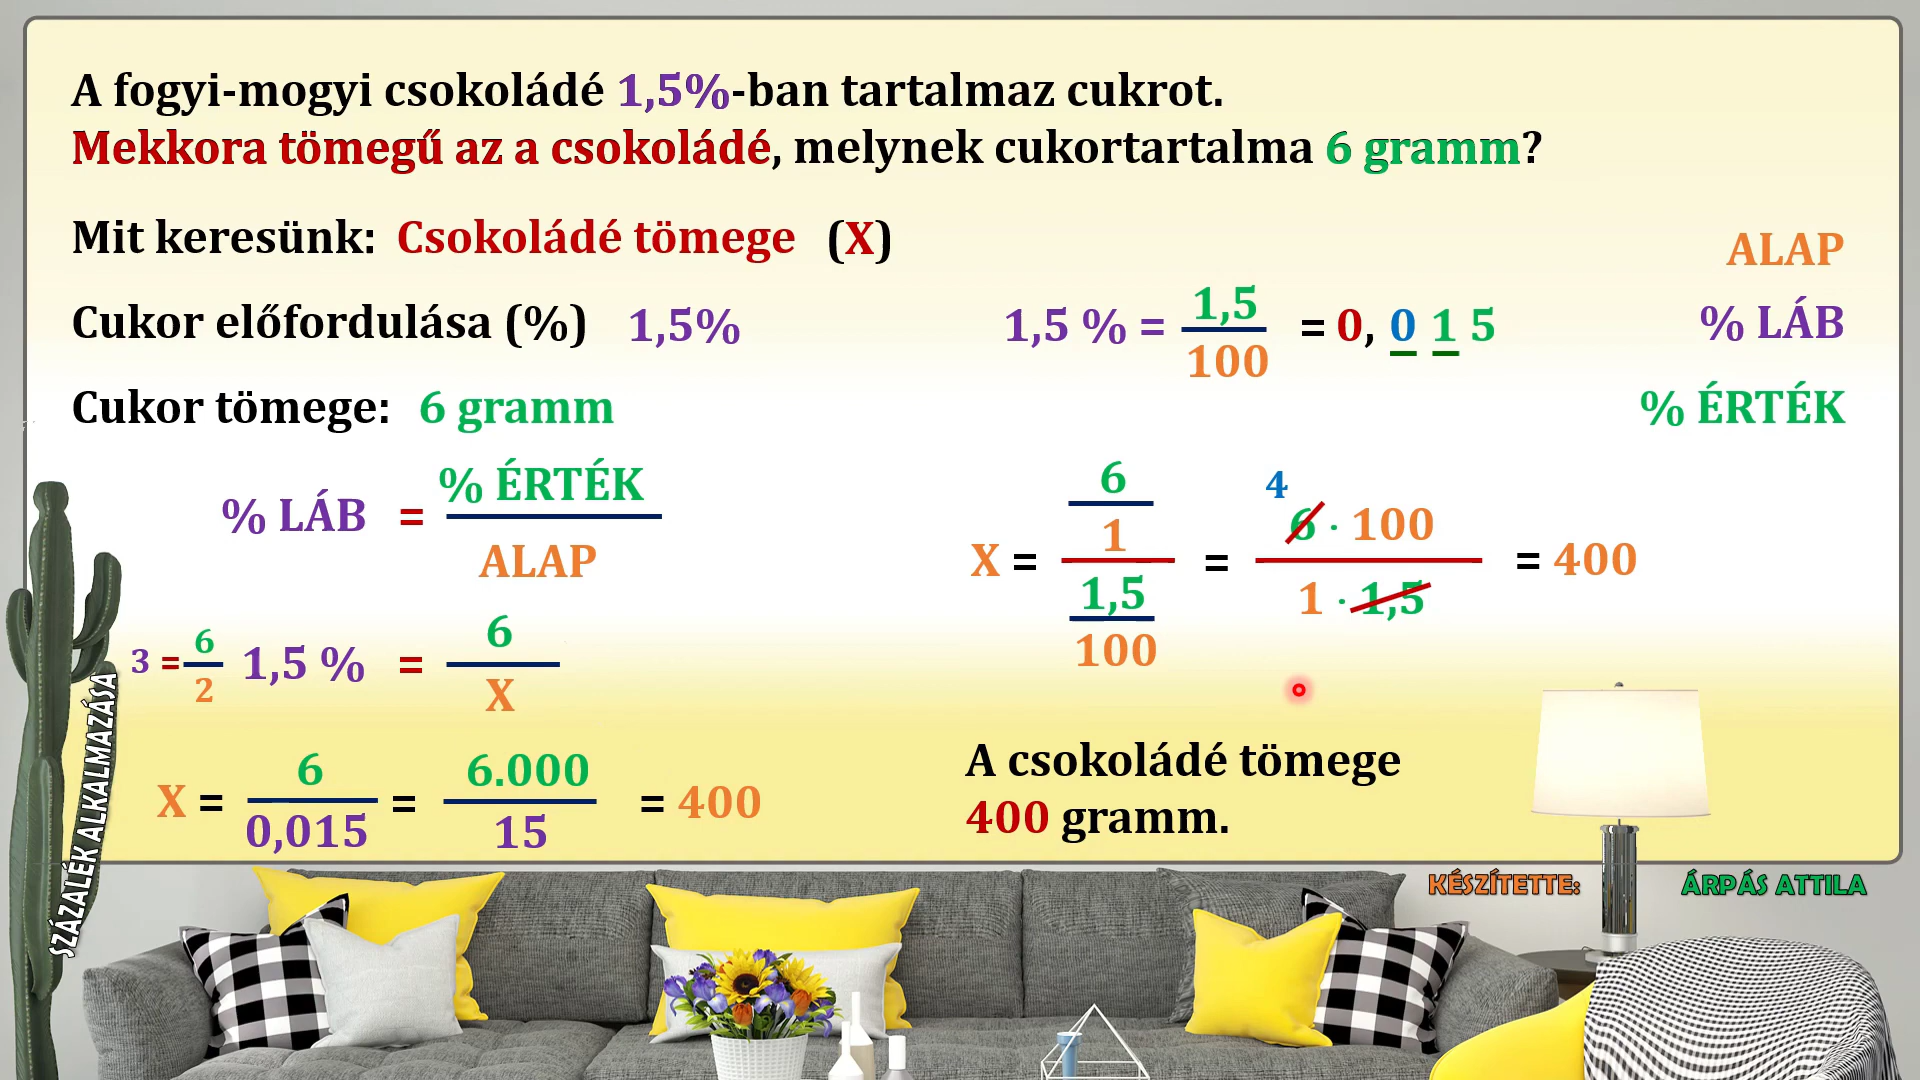 A fogyi-mogyi csokoládé 1,5%-ban tartalmaz cukrot.
Mekkora tömegű az a csokoládé, melynek cukortartalma 6 gramm?
Mit keresünk: Csokoládé tömege (X)
ALAP
Cukor előfordulása (%) 1,5%
1,5 % = 1,5 / 100 = 0, 0 1 5
% LÁB
Cukor tömege: 6 gramm
% ÉRTÉK
% LÁB = % ÉRTÉK / ALAP
3 = 6 / 2
1,5 % = 6 / X
X = 6 / 0,015 = 6.000 / 15 = 400
X = 6 / 1 / 1,5 / 100 = 4 6 · 100 / 1 · 1,5 = 400
A csokoládé tömege
400 gramm.
SZÁZALÉK ALKALMAZÁSA
KÉSZÍTETTE: ÁRPÁS ATTILA